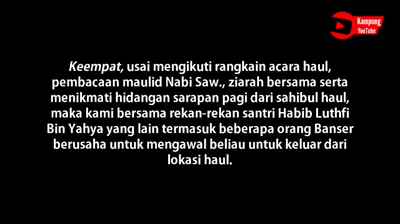 Kampung
YouTube
Keempat, usai mengikuti rangkain acara haul,
pembacaan maulid Nabi Saw., ziarah bersama serta
menikmati hidangan sarapan pagi dari sahibul haul,
maka kami bersama rekan-rekan santri Habib Luthfi
Bin Yahya yang lain termasuk beberapa orang Banser
berusaha untuk mengawal beliau untuk keluar dari
lokasi haul.